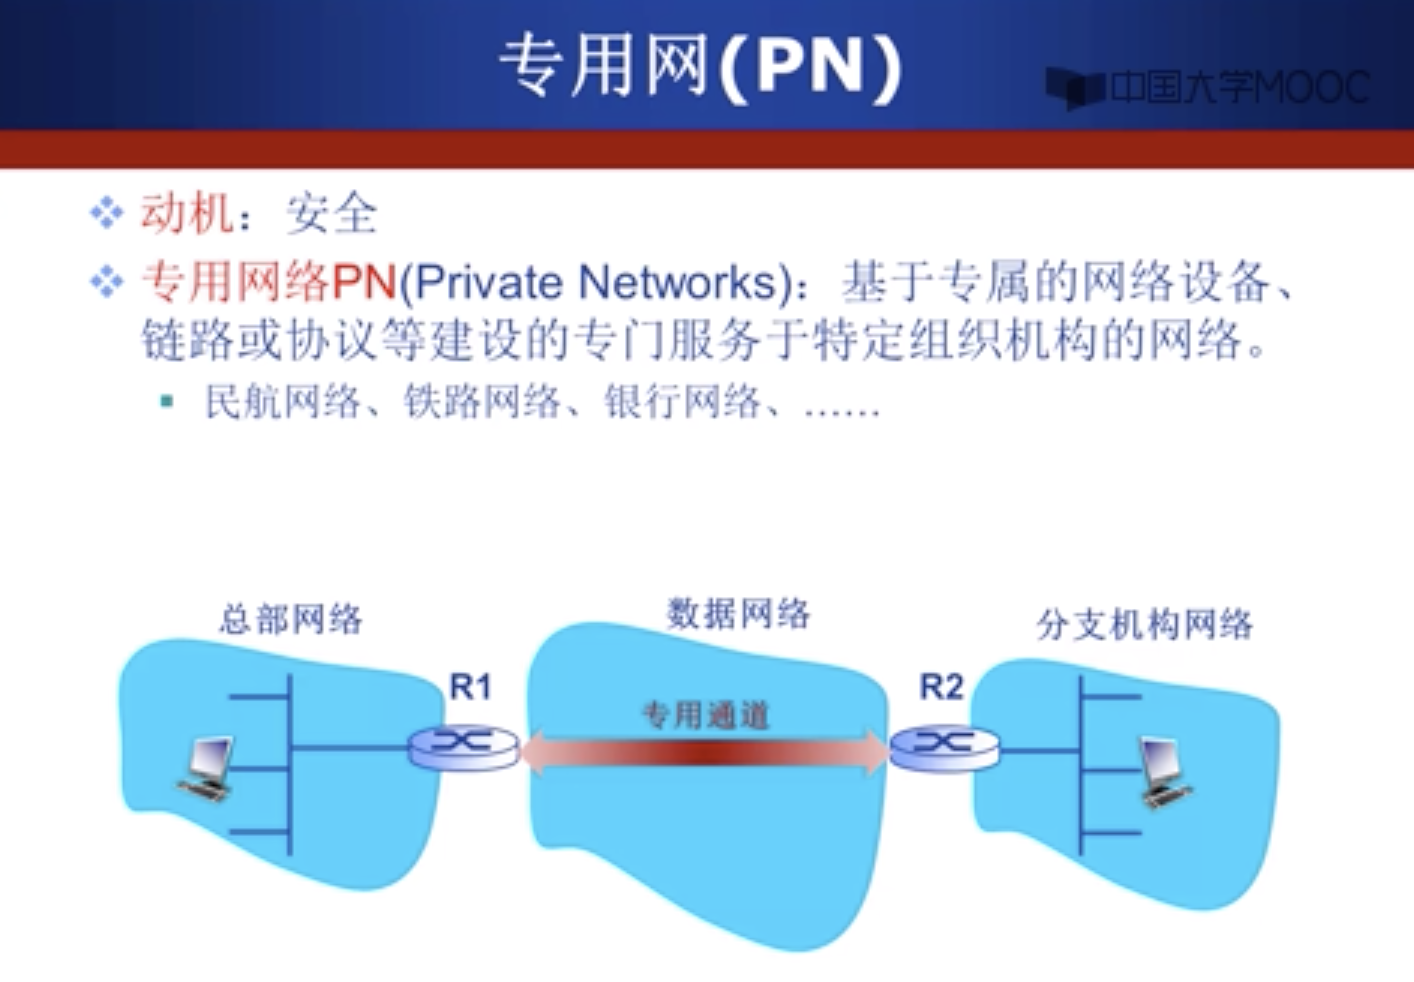 专用网(PN)
中国大学MOOC
动机：安全
专用网络PN(Private Networks)：基于专属的网络设备、
链路或协议等建设的专门服务于特定组织机构的网络。
民航网络、铁路网络、银行网络、……
总部网络
数据网络
分支机构网络
R1
R2
专用通道